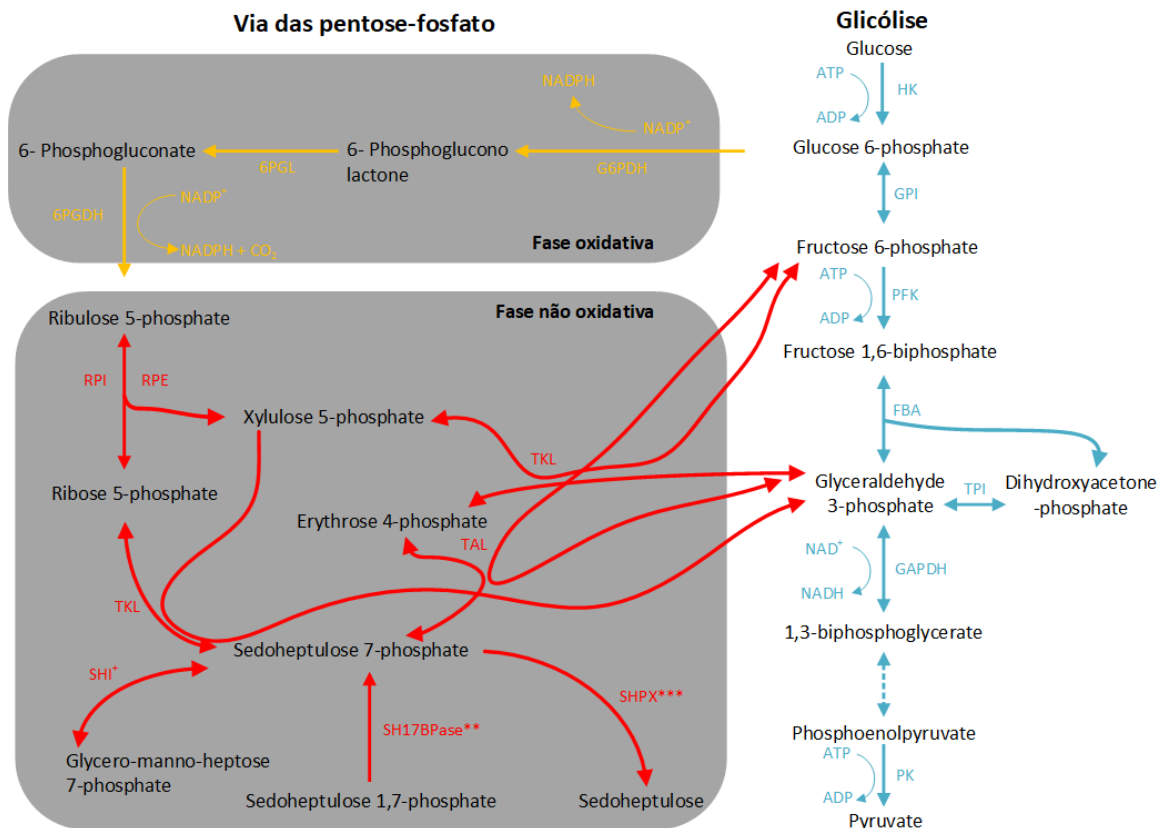 Via das pentose-fosfato
Glicólise
Glucose
ATP
HK
ADP
Glucose 6-phosphate
GPI
Fructose 6-phosphate
ATP
PFK
ADP
Fructose 1,6-biphosphate
FBA
Glyceraldehyde
3-phosphate
TPI
Dihydroxyacetone
-phosphate
NAD⁺
GAPDH
NADH
1,3-biphosphoglycerate
Phosphoenolpyruvate
ATP
PK
ADP
Pyruvate
NADPH
NADP⁺
G6PDH
6- Phosphoglucono
lactone
6PGL
6- Phosphogluconate
6PGDH
NADP⁺
NADPH + CO₂
Fase oxidativa
Fase não oxidativa
Ribulose 5-phosphate
RPI
RPE
Xylulose 5-phosphate
TKL
Ribose 5-phosphate
Erythrose 4-phosphate
TAL
TKL
Sedoheptulose 7-phosphate
SHI⁺
SHPX***
SH17BPase**
Glycero-manno-heptose
7-phosphate
Sedoheptulose 1,7-phosphate
Sedoheptulose